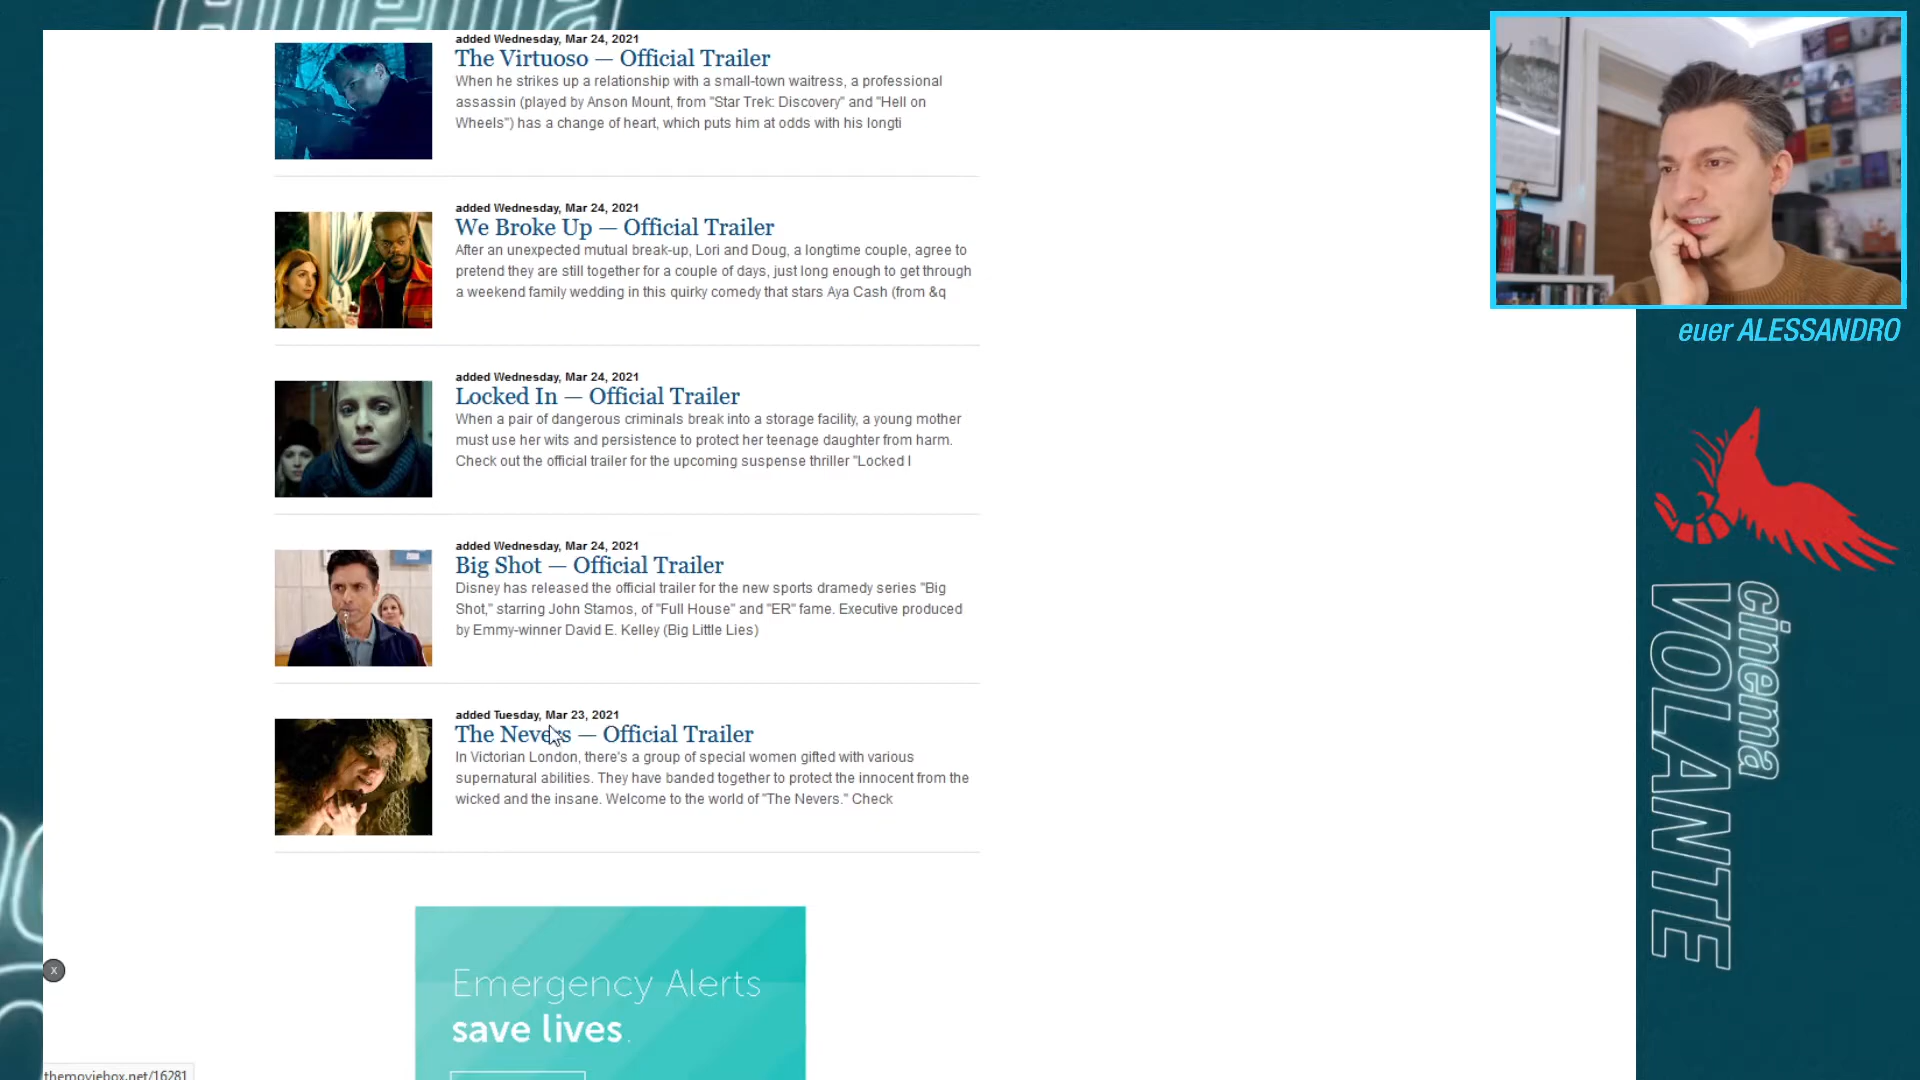 added Wednesday, Mar 24, 2021
The Virtuoso — Official Trailer
When he strikes up a relationship with a small-town waitress, a professional
assassin (played by Anson Mount, from "Star Trek: Discovery" and "Hell on
Wheels") has a change of heart, which puts him at odds with his longti
added Wednesday, Mar 24, 2021
We Broke Up — Official Trailer
After an unexpected mutual break-up, Lori and Doug, a longtime couple, agree to
pretend they are still together for a couple of days, just long enough to get through
a weekend family wedding in this quirky comedy that stars Aya Cash (from &q
added Wednesday, Mar 24, 2021
Locked In — Official Trailer
When a pair of dangerous criminals break into a storage facility, a young mother
must use her wits and persistence to protect her teenage daughter from harm.
Check out the official trailer for the upcoming suspense thriller "Locked I
added Wednesday, Mar 24, 2021
Big Shot — Official Trailer
Disney has released the official trailer for the new sports dramedy series "Big
Shot," starring John Stamos, of "Full House" and "ER" fame. Executive produced
by Emmy-winner David E. Kelley (Big Little Lies)
added Tuesday, Mar 23, 2021
The Nevers — Official Trailer
In Victorian London, there's a group of special women gifted with various
supernatural abilities. They have banded together to protect the innocent from the
wicked and the insane. Welcome to the world of "The Nevers." Check
Emergency Alerts
save lives.
x
themoviebox.net/16281
euer ALESSANDRO
cinema
VOLANTE